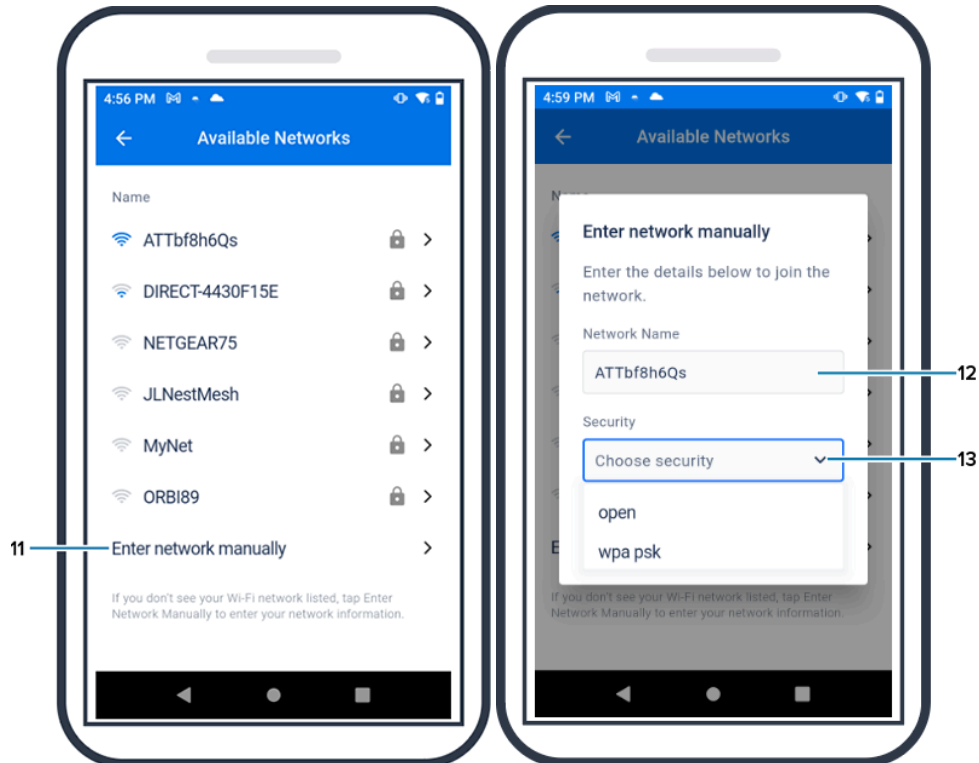 4:56 PM
Available Networks
Name
ATTbf8h6Qs
DIRECT-4430F15E
NETGEAR75
JLNestMesh
MyNet
ORBI89
11
Enter network manually
If you don't see your Wi-Fi network listed, tap Enter
Network Manually to enter your network information.
4:59 PM
Available Networks
Enter network manually
Enter the details below to join the
network.
Network Name
ATTbf8h6Qs
12
Security
Choose security
13
open
wpa psk
If you don't see your Wi-Fi network listed, tap Enter
Network Manually to enter your network information.